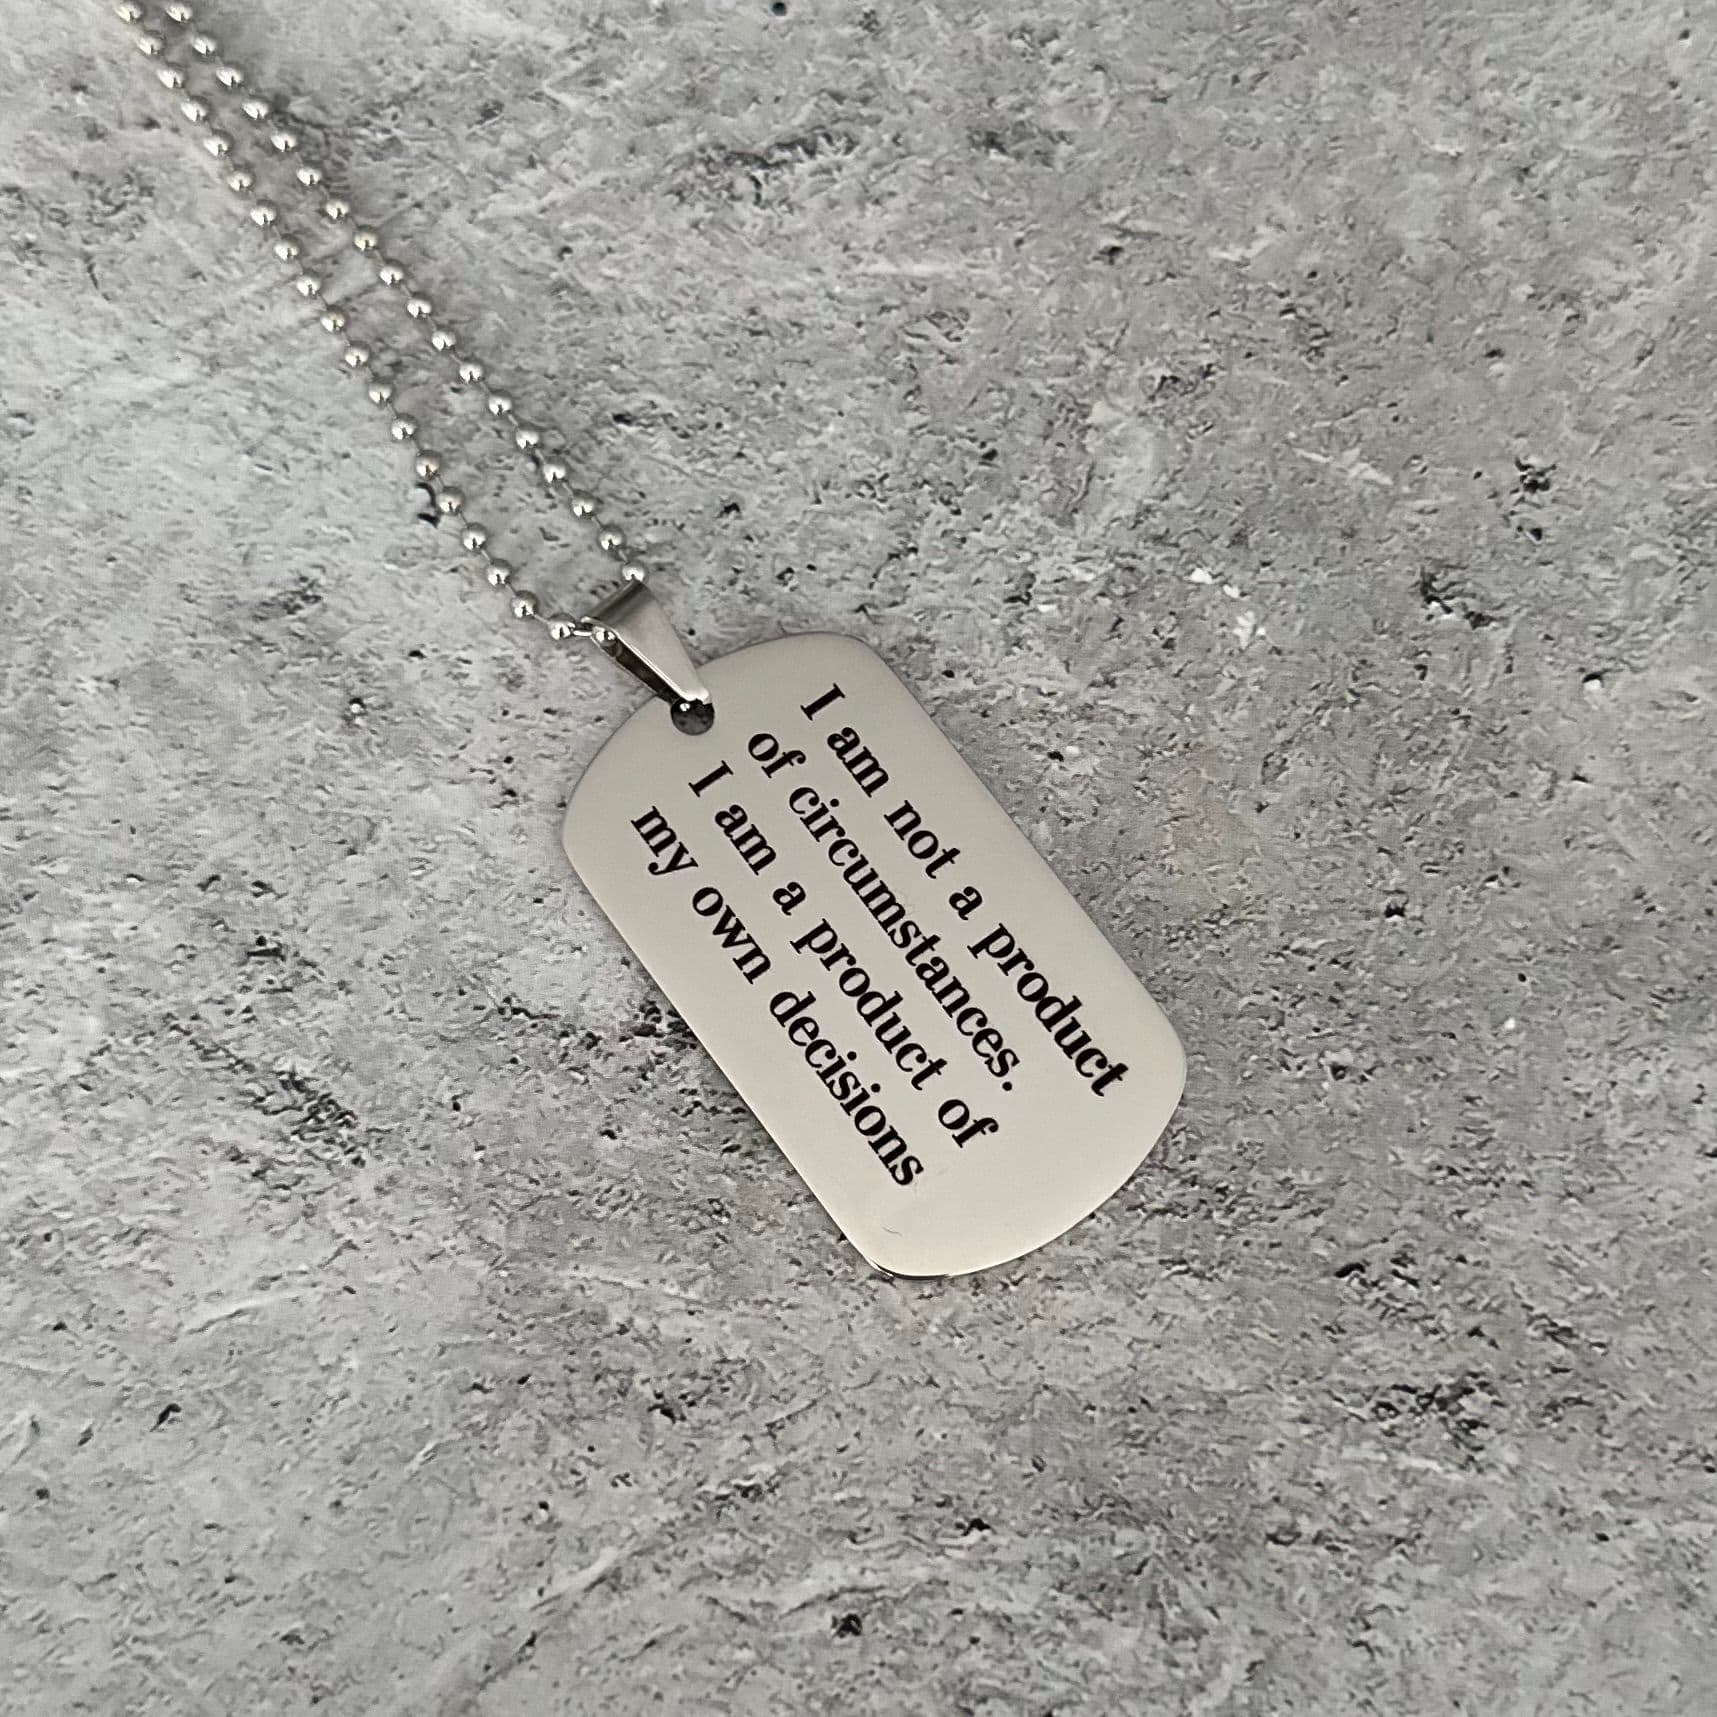 I am not a product
of circumstances.
I am a product of
my own decisions